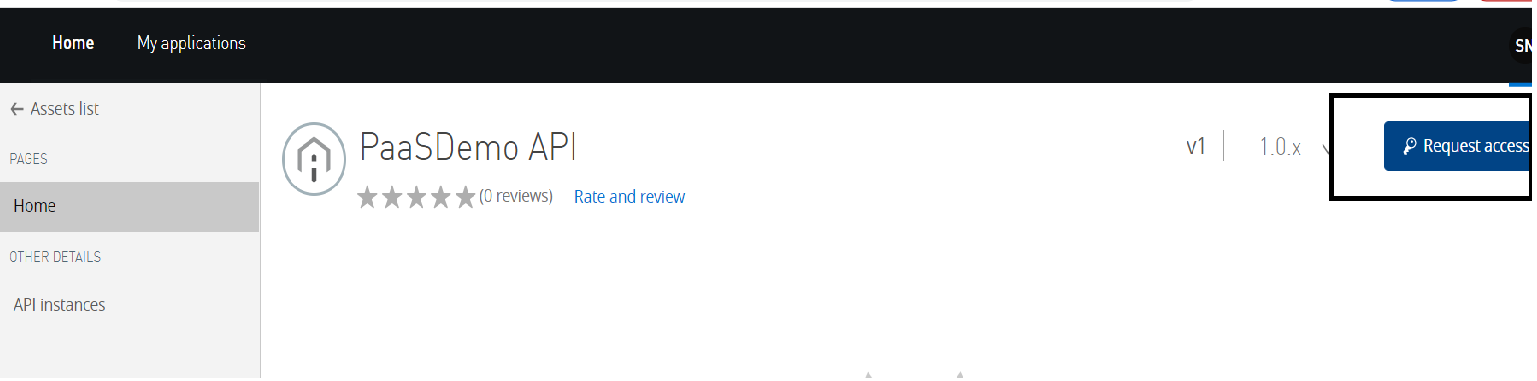 Home My applications
SN
← Assets list
PAGES
Home
OTHER DETAILS
API instances
PaaSDemo API
(0 reviews) Rate and review
v1 1.0.x
Request access